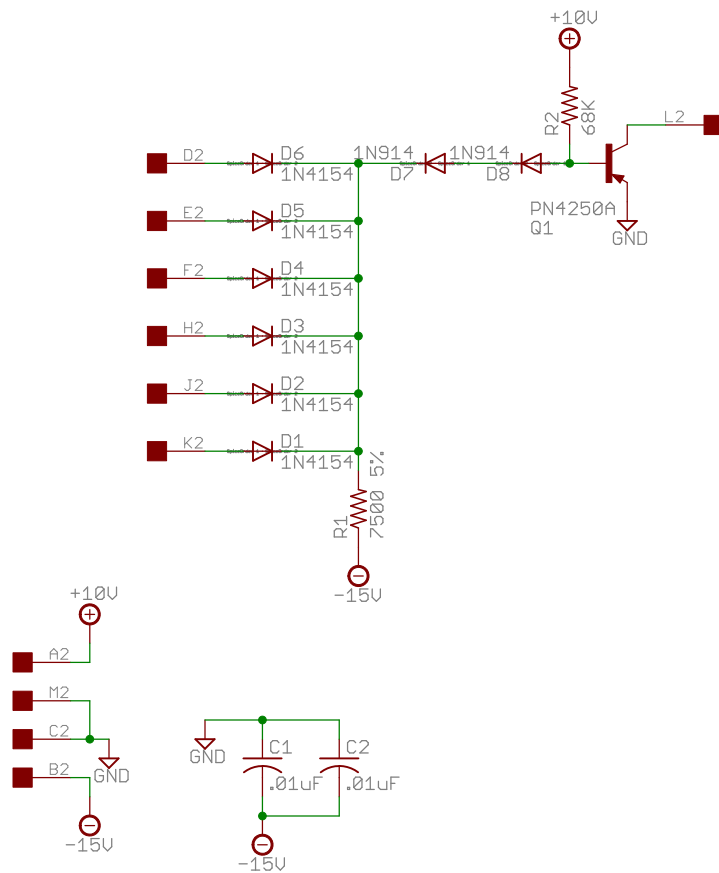 +10V
R2
68K
L2
D2
D6
1N4154
1N914
D7
1N914
D8
PN4250A
Q1
GND
E2
D5
1N4154
F2
D4
1N4154
H2
D3
1N4154
J2
D2
1N4154
K2
D1
1N4154
5%
R1
7500
-15V
+10V
A2
M2
C2
GND
B2
-15V
GND
C1
.01uF
C2
.01uF
-15V